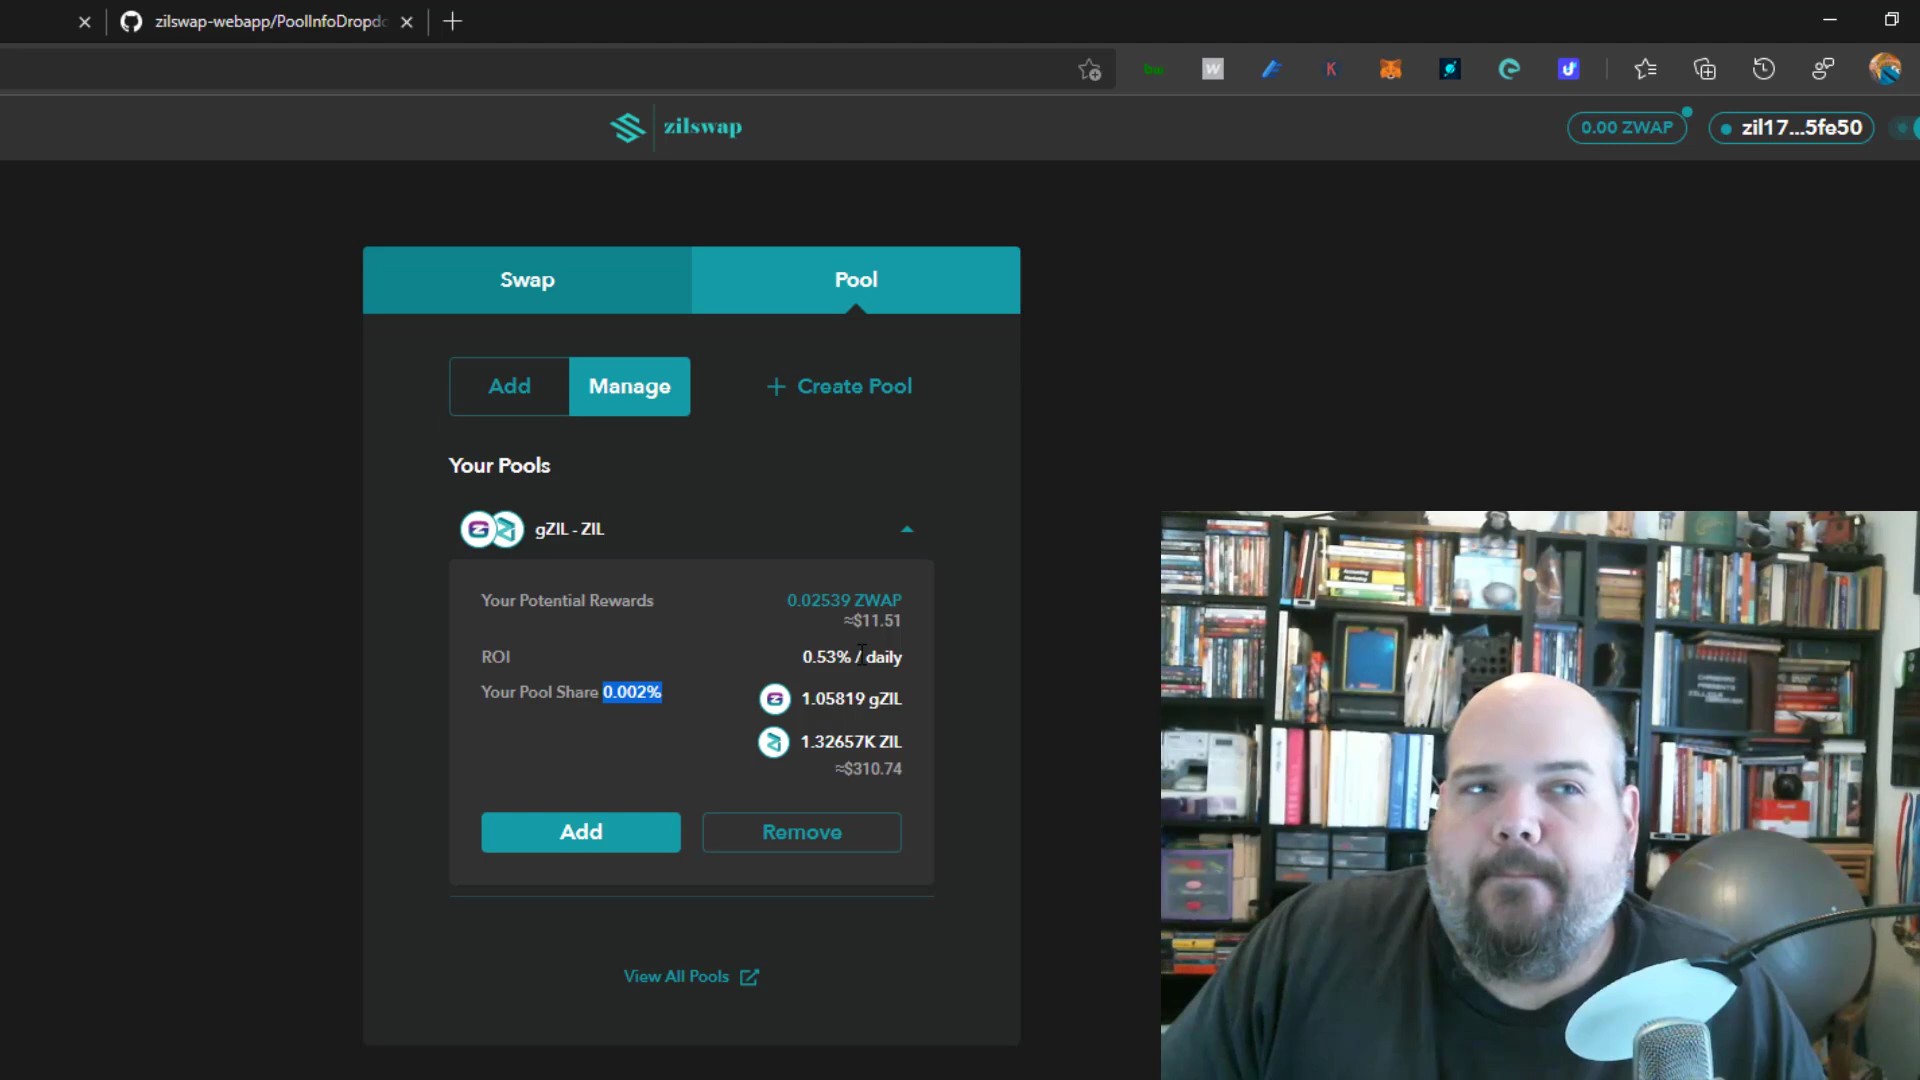 zilswap-webapp/PoolInfoDropdo
zilswap
0.00 ZWAP
zil17...5fe50
Swap
Pool
Add
Manage
+ Create Pool
Your Pools
gZIL - ZIL
Your Potential Rewards
0.02539 ZWAP
≈$11.51
ROI
0.53% / daily
Your Pool Share 0.002%
1.05819 gZIL
1.32657K ZIL
≈$310.74
Add
Remove
View All Pools